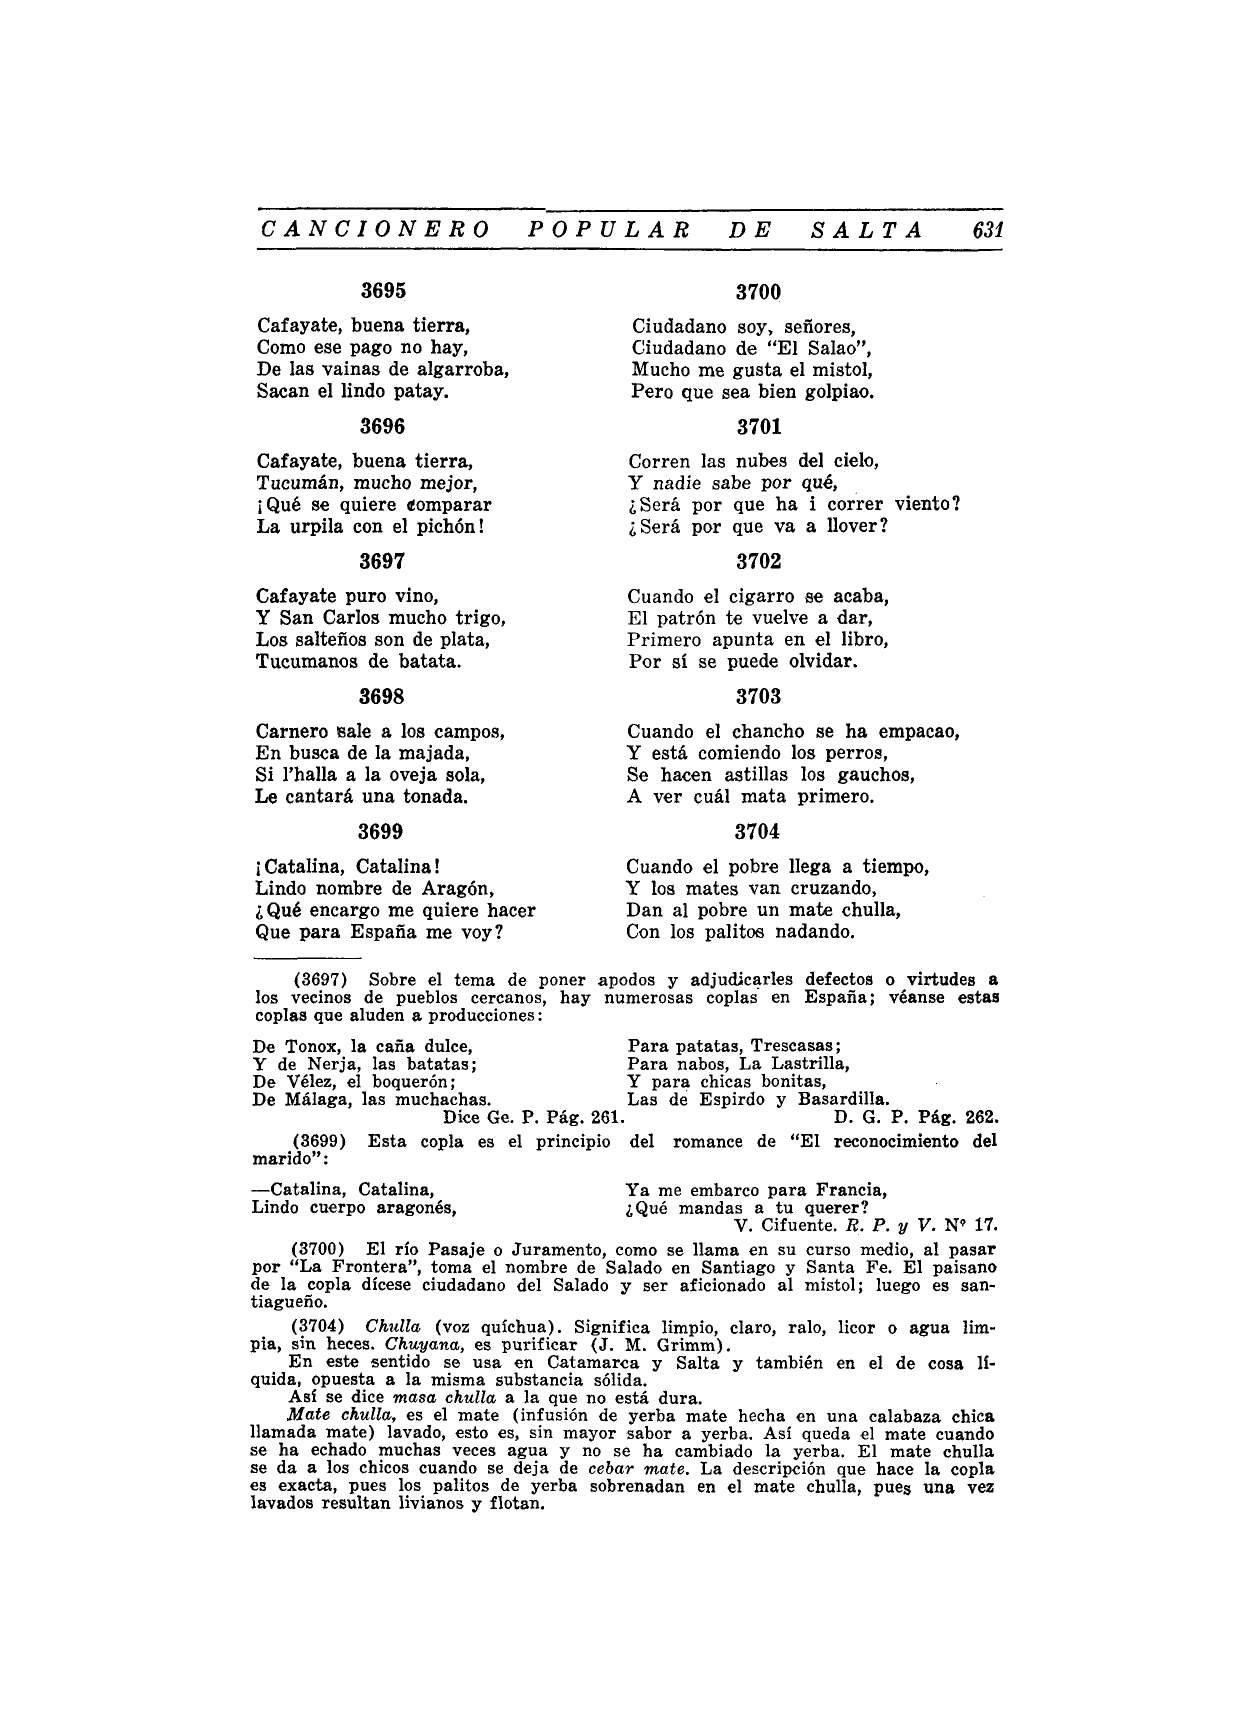 CANCIONERO POPULAR DE SALTA 631
3695
Cafayate, buena tierra,
Como ese pago no hay,
De las vainas de algarroba,
Sacan el lindo patay.
3696
Cafayate, buena tierra,
Tucumán, mucho mejor,
¡Qué se quiere comparar
La urpila con el pichón!
3697
Cafayate puro vino,
Y San Carlos mucho trigo,
Los salteños son de plata,
Tucumanos de batata.
3698
Carnero sale a los campos,
En busca de la majada,
Si l'halla a la oveja sola,
Le cantará una tonada.
3699
¡Catalina, Catalina!
Lindo nombre de Aragón,
¿Qué encargo me quiere hacer
Que para España me voy?
3700
Ciudadano soy, señores,
Ciudadano de "El Salao",
Mucho me gusta el mistol,
Pero que sea bien golpiao.
3701
Corren las nubes del cielo,
Y nadie sabe por qué,
¿Será por que ha i correr viento?
¿Será por que va a llover?
3702
Cuando el cigarro se acaba,
El patrón te vuelve a dar,
Primero apunta en el libro,
Por sí se puede olvidar.
3703
Cuando el chancho se ha empacao,
Y está comiendo los perros,
Se hacen astillas los gauchos,
A ver cuál mata primero.
3704
Cuando el pobre llega a tiempo,
Y los mates van cruzando,
Dan al pobre un mate chulla,
Con los palitos nadando.
(3697) Sobre el tema de poner apodos y adjudicarles defectos o virtudes a
los vecinos de pueblos cercanos, hay numerosas coplas en España; véanse estas
coplas que aluden a producciones:
De Tonox, la caña dulce,
Y de Nerja, las batatas;
De Vélez, el boquerón;
De Málaga, las muchachas.
Dice Ge. P. Pág. 261.
Para patatas, Trescasas;
Para nabos, La Lastrilla,
Y para chicas bonitas,
Las de Espirdo y Basardilla.
D. G. P. Pág. 262.
(3699) Esta copla es el principio del romance de "El reconocimiento del
marido":
—Catalina, Catalina,
Lindo cuerpo aragonés,
Ya me embarco para Francia,
¿Qué mandas a tu querer?
V. Cifuente. R. P. y V. Nº 17.
(3700) El río Pasaje o Juramento, como se llama en su curso medio, al pasar
por "La Frontera", toma el nombre de Salado en Santiago y Santa Fe. El paisano
de la copla dícese ciudadano del Salado y ser aficionado al mistol; luego es san-
tiagueño.
(3704) Chulla (voz quíchua). Significa limpio, claro, ralo, licor o agua lim-
pia, sin heces. Chuyana, es purificar (J. M. Grimm).
En este sentido se usa en Catamarca y Salta y también en el de cosa lí-
quida, opuesta a la misma substancia sólida.
Así se dice masa chulla a la que no está dura.
Mate chulla, es el mate (infusión de yerba mate hecha en una calabaza chica
llamada mate) lavado, esto es, sin mayor sabor a yerba. Así queda el mate cuando
se ha echado muchas veces agua y no se ha cambiado la yerba. El mate chulla
se da a los chicos cuando se deja de cebar mate. La descripción que hace la copla
es exacta, pues los palitos de yerba sobrenadan en el mate chulla, pues una vez
lavados resultan livianos y flotan.